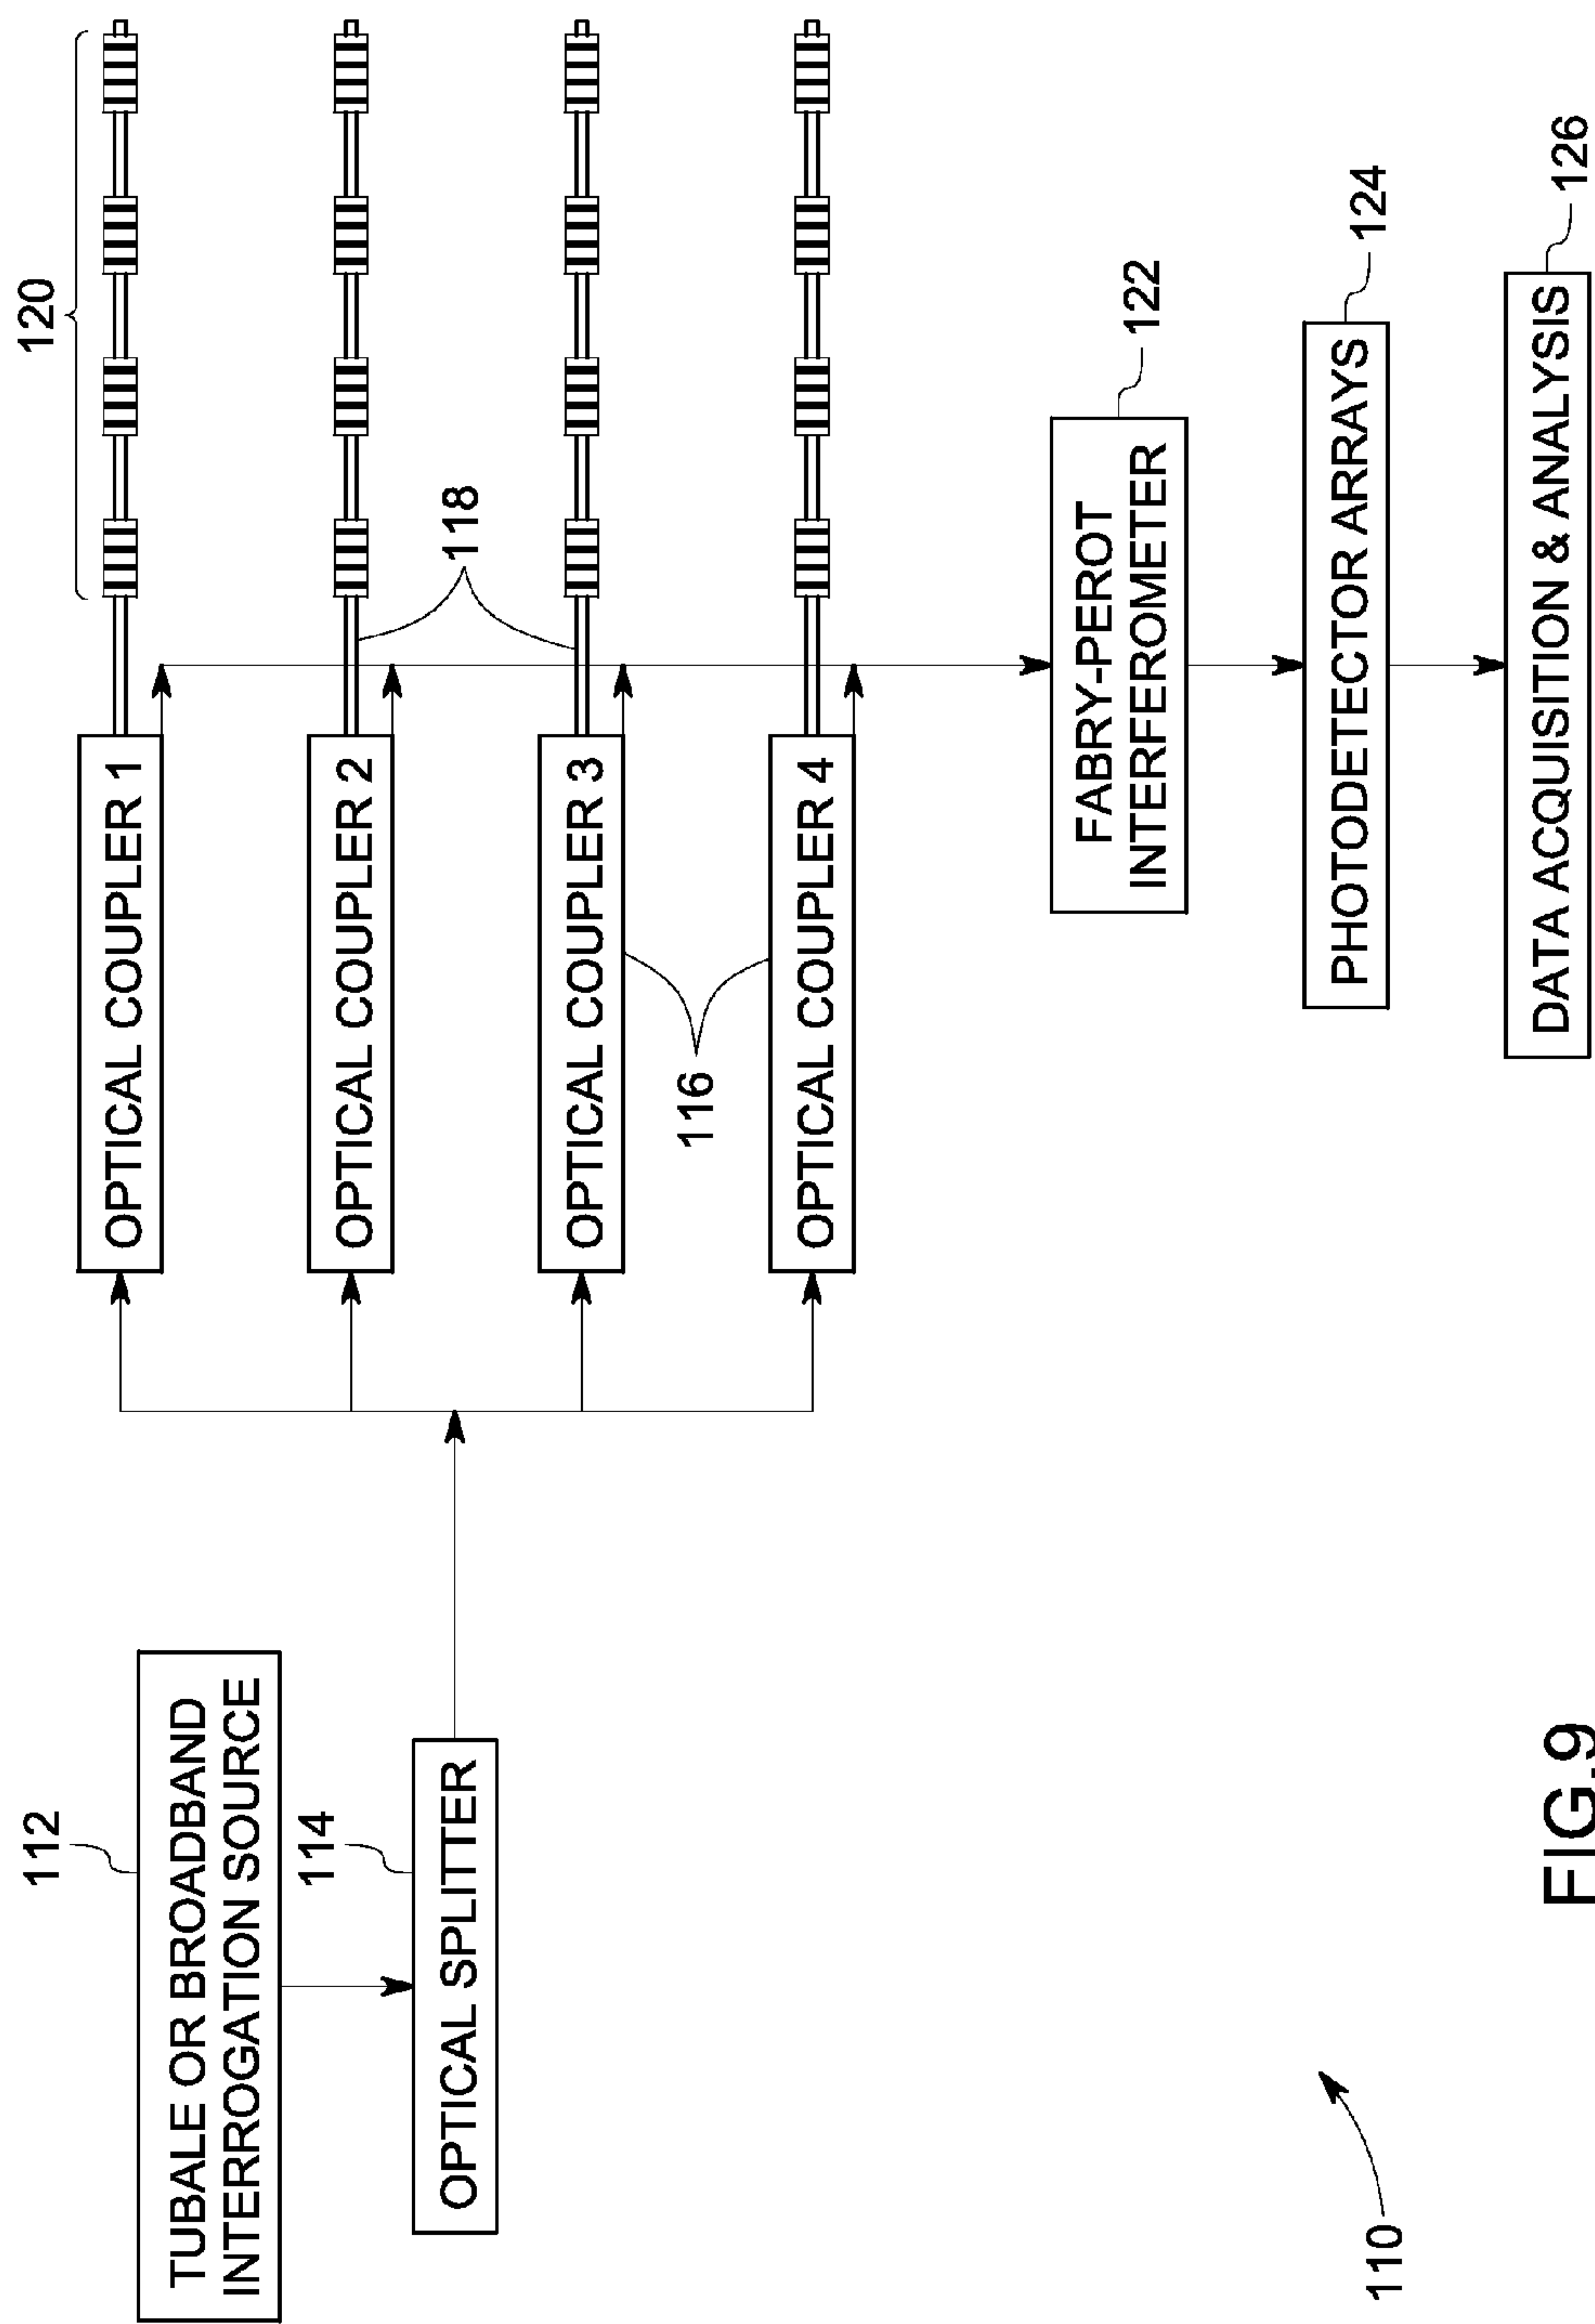 112
TUBALE OR BROADBAND
INTERROGATION SOURCE
114
OPTICAL SPLITTER
120
OPTICAL COUPLER 1
OPTICAL COUPLER 2
118
OPTICAL COUPLER 3
116
OPTICAL COUPLER 4
FABRY-PEROT
INTERFEROMETER
122
PHOTODETECTOR ARRAYS
124
DATA ACQUISITION & ANALYSIS
126
110
FIG.9